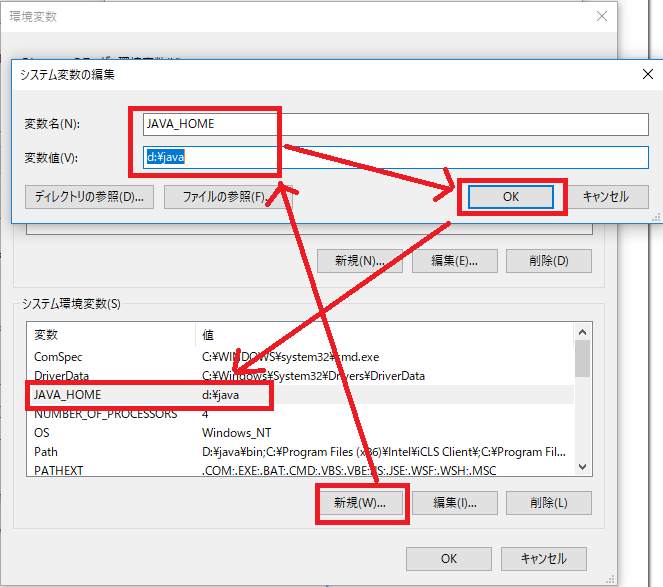 環境変数
システム変数の編集
変数名(N):
JAVA_HOME
変数値(V):
d:¥java
ディレクトリの参照(D)...
ファイルの参照(F)...
OK
キャンセル
新規(N)...
編集(E)...
削除(D)
システム環境変数(S)
変数 値
ComSpec C:¥WINDOWS¥system32¥cmd.exe
DriverData C:¥Windows¥System32¥Drivers¥DriverData
JAVA_HOME d:¥java
NUMBER_OF_PROCESSORS 4
OS Windows_NT
Path D:¥java¥bin;C:¥Program Files (x86)¥Intel¥iCLS Client¥;C:¥Program Fil...
PATHEXT .COM;.EXE;.BAT;.CMD;.VBS;.VBE;.JS;.JSE;.WSF;.WSH;.MSC
新規(W)...
編集(I)...
削除(L)
OK
キャンセル